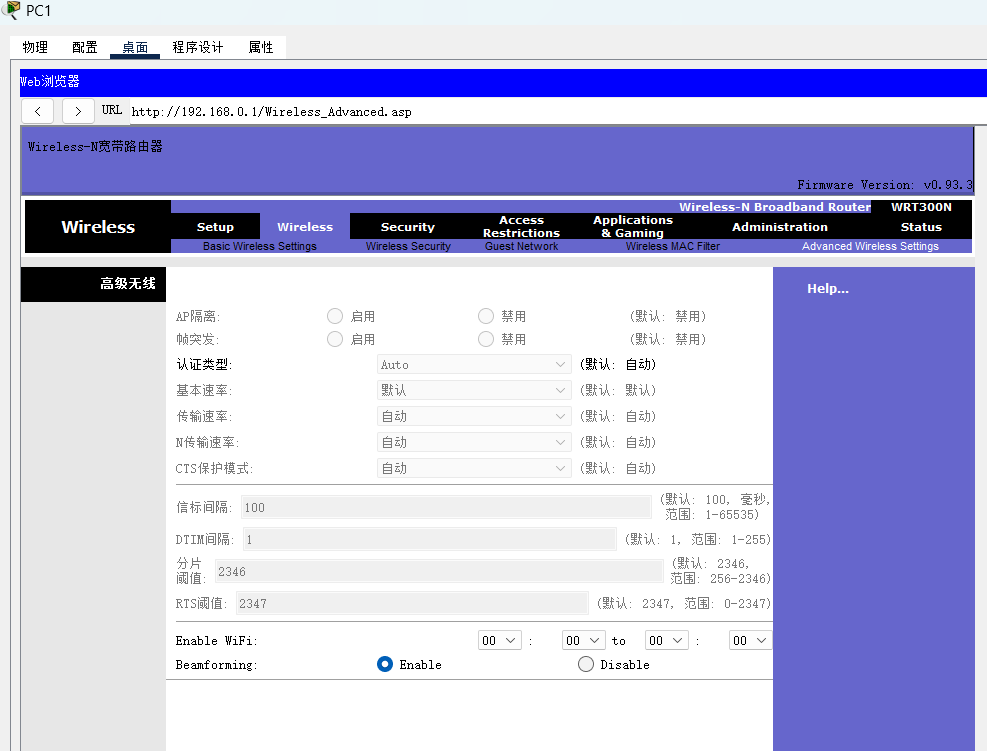 PC1
物理 配置 桌面 程序设计 属性
Web浏览器
< > URL http://192.168.0.1/Wireless_Advanced.asp
Wireless-N宽带路由器
Firmware Version: v0.93.3
Wireless-N Broadband Router WRT300N
Wireless
Setup Wireless Security Access Restrictions Applications & Gaming Administration Status
Basic Wireless Settings Wireless Security Guest Network Wireless MAC Filter Advanced Wireless Settings
高级无线
Help...
AP隔离: 启用 禁用 (默认: 禁用)
帧突发: 启用 禁用 (默认: 禁用)
认证类型: Auto (默认: 自动)
基本速率: 默认 (默认: 默认)
传输速率: 自动 (默认: 自动)
N传输速率: 自动 (默认: 自动)
CTS保护模式: 自动 (默认: 自动)
信标间隔: 100 (默认: 100, 毫秒, 范围: 1-65535)
DTIM间隔: 1 (默认: 1, 范围: 1-255)
分片阈值: 2346 (默认: 2346, 范围: 256-2346)
RTS阈值: 2347 (默认: 2347, 范围: 0-2347)
Enable WiFi: 00 : 00 to 00 : 00
Beamforming: Enable Disable